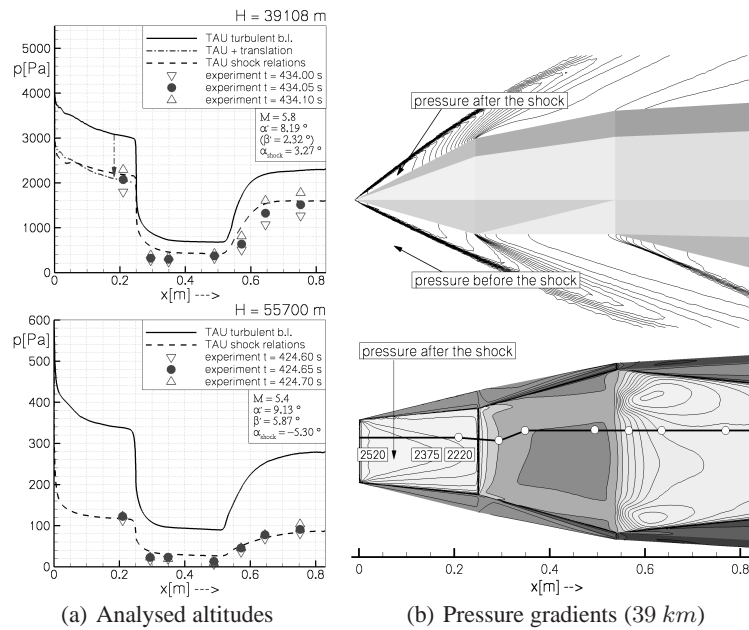 H = 39108 m
p[Pa]
5000
4000
3000
2000
1000
0
TAU turbulent b.l.
TAU + translation
TAU shock relations
experiment t = 434.00 s
experiment t = 434.05 s
experiment t = 434.10 s
M = 5.8
α' = 8.19 °
(β' = 2.32 °)
α shock = 3.27 °
0 0.2 0.4 0.6 0.8
x[m] --->
H = 55700 m
p[Pa]
600
500
400
300
200
100
0
TAU turbulent b.l.
TAU shock relations
experiment t = 424.60 s
experiment t = 424.65 s
experiment t = 424.70 s
M = 5.4
α' = 9.13 °
β' = 5.87 °
α shock = −5.30 °
0 0.2 0.4 0.6 0.8
x[m] --->
(a) Analysed altitudes
pressure after the shock
pressure before the shock
pressure after the shock
2520 2375 2220
0 0.2 0.4 0.6 0.8
x[m] -->
(b) Pressure gradients (39 km)